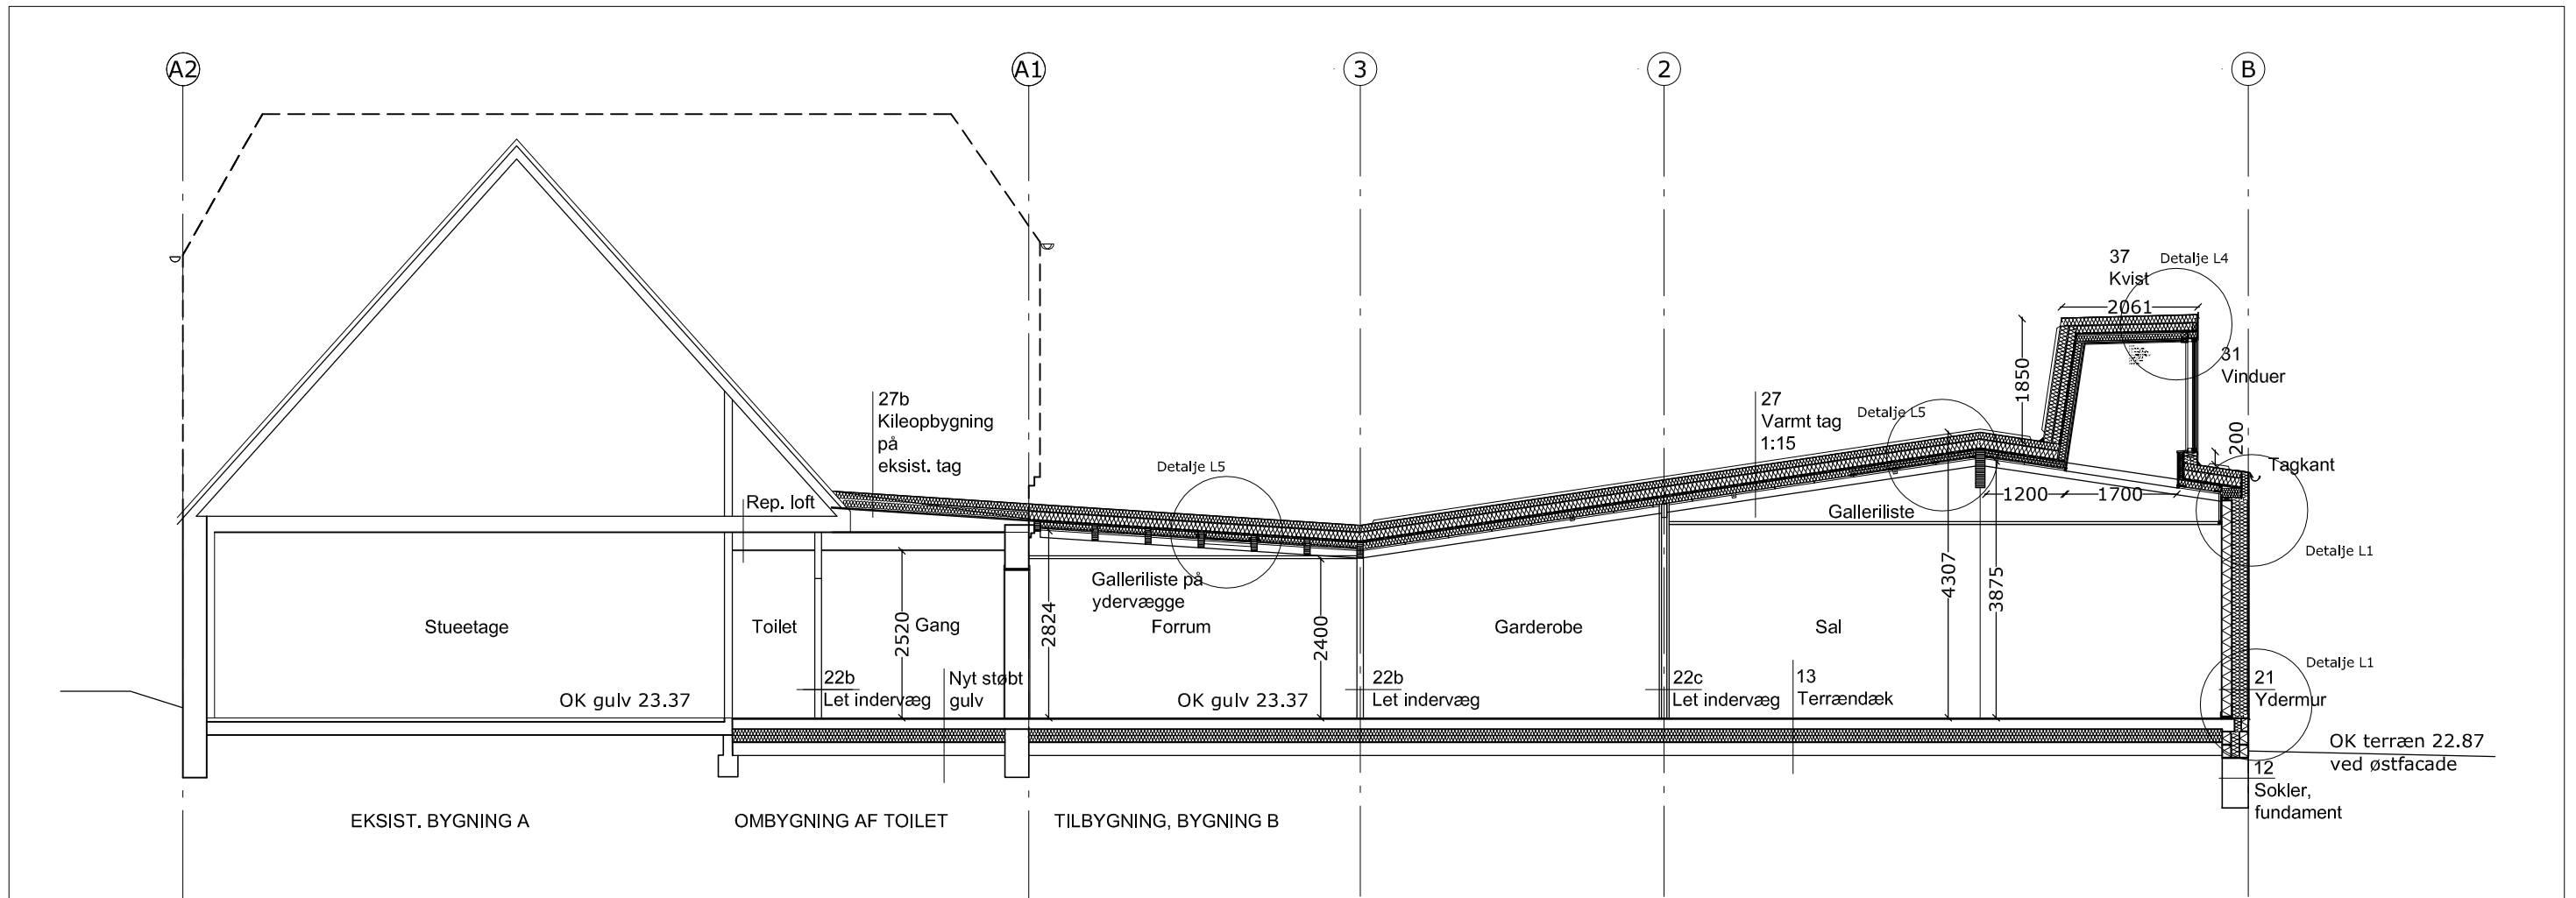 A2
A1
3
2
B
37
Kvist
Detalje L4
2061
31
Vinduer
1850
200
27b
Kileopbygning
på
eksist. tag
27
Varmt tag
1:15
Detalje L5
Detalje L5
Tagkant
Rep. loft
1200
1700
Galleriliste
Detalje L1
Galleriliste på
ydervægge
4307
3875
2824
2520
2400
Stueetage
Toilet
Gang
Forrum
Garderobe
Sal
Detalje L1
OK gulv 23.37
22b
Let indervæg
Nyt støbt
gulv
OK gulv 23.37
22b
Let indervæg
22c
Let indervæg
13
Terrændæk
21
Ydermur
OK terræn 22.87
ved østfacade
12
Sokler,
fundament
EKSIST. BYGNING A
OMBYGNING AF TOILET
TILBYGNING, BYGNING B